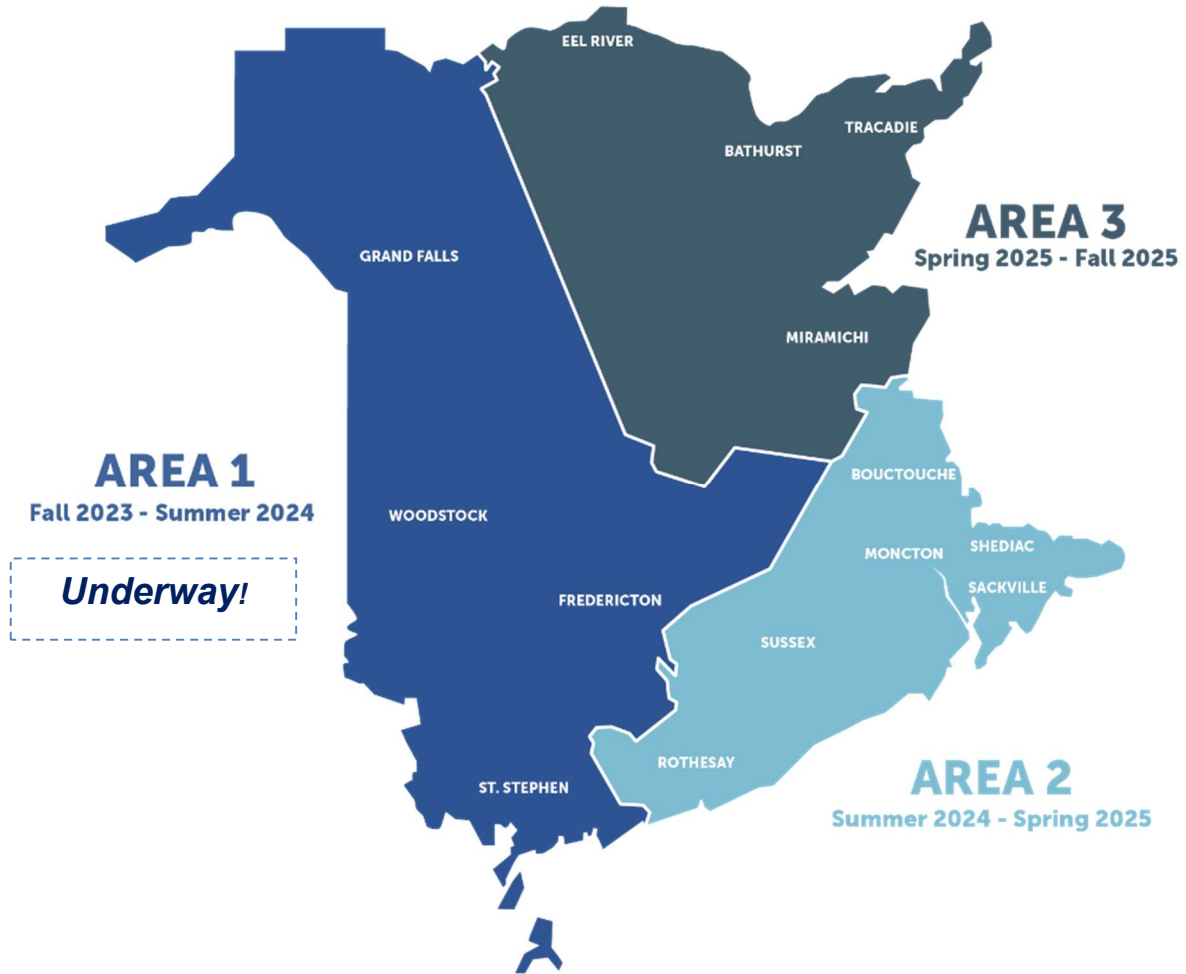 EEL RIVER
TRACADIE
BATHURST
AREA 3
Spring 2025 - Fall 2025
GRAND FALLS
MIRAMICHI
AREA 1
Fall 2023 - Summer 2024
Underway!
WOODSTOCK
FREDERICTON
ST. STEPHEN
BOUCTOUCHE
MONCTON
SHEDIAC
SACKVILLE
SUSSEX
ROTHESAY
AREA 2
Summer 2024 - Spring 2025